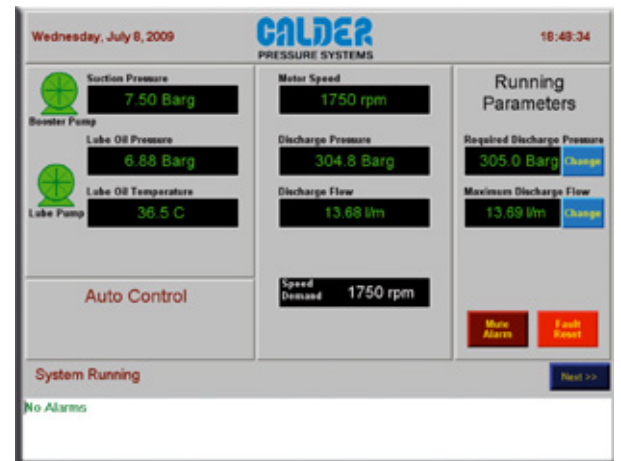 Wednesday, July 8, 2009
CALDER
PRESSURE SYSTEMS
18:48:34
Suction Pressure
7.50 Barg
Booster Pump
Lube Oil Pressure
6.88 Barg
Lube Oil Temperature
36.5 C
Lube Pump
Auto Control
Motor Speed
1750 rpm
Discharge Pressure
304.8 Barg
Discharge Flow
13.68 l/m
Speed
Demand
1750 rpm
Running
Parameters
Required Discharge Pressure
305.0 Barg
Change
Maximum Discharge Flow
13.69 l/m
Change
Mute
Alarm
Fault
Reset
System Running
Next >>
No Alarms